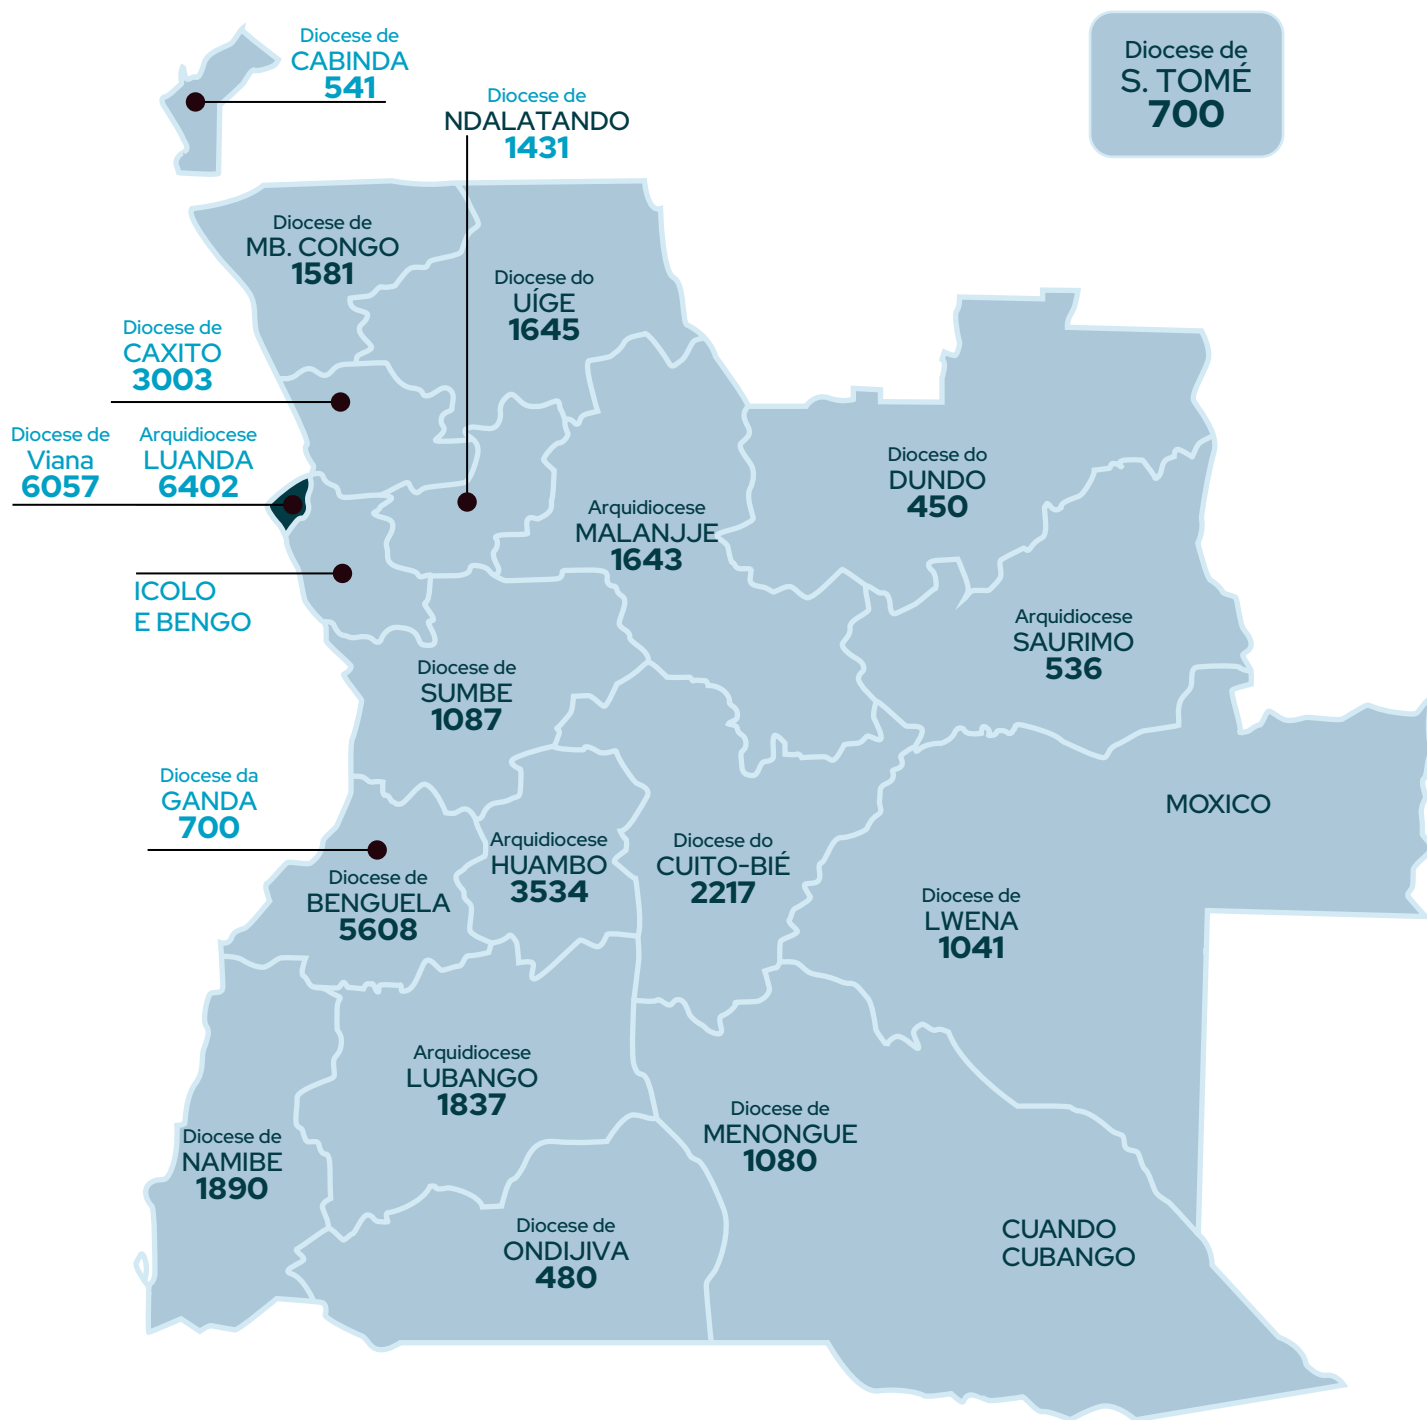 Diocese de
CABINDA
541
Diocese de
S. TOMÉ
700
Diocese de
NDALATANDO
1431
Diocese de
MB. CONGO
1581
Diocese do
UÍGE
1645
Diocese de
CAXITO
3003
Diocese de
Viana
6057
Arquidiocese
LUANDA
6402
Diocese do
DUNDO
450
Arquidiocese
MALANJJE
1643
ICOLO
E BENGO
Arquidiocese
SAURIMO
536
Diocese de
SUMBE
1087
Diocese da
GANDA
700
MOXICO
Arquidiocese
HUAMBO
3534
Diocese do
CUITO-BIÉ
2217
Diocese de
BENGUELA
5608
Diocese de
LWENA
1041
Arquidiocese
LUBANGO
1837
Diocese de
MENONGUE
1080
Diocese de
NAMIBE
1890
Diocese de
ONDIJIVA
480
CUANDO
CUBANGO